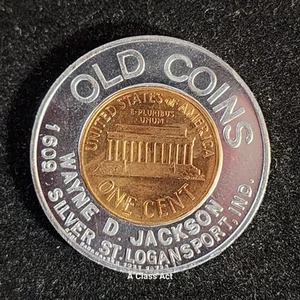 OLD COINS
UNITED STATES OF AMERICA
E·PLURIBUS
UNUM
ONE CENT
WAYNE D. JACKSON
1609 SILVER ST. LOGANSPORT, IND.
A Class Act